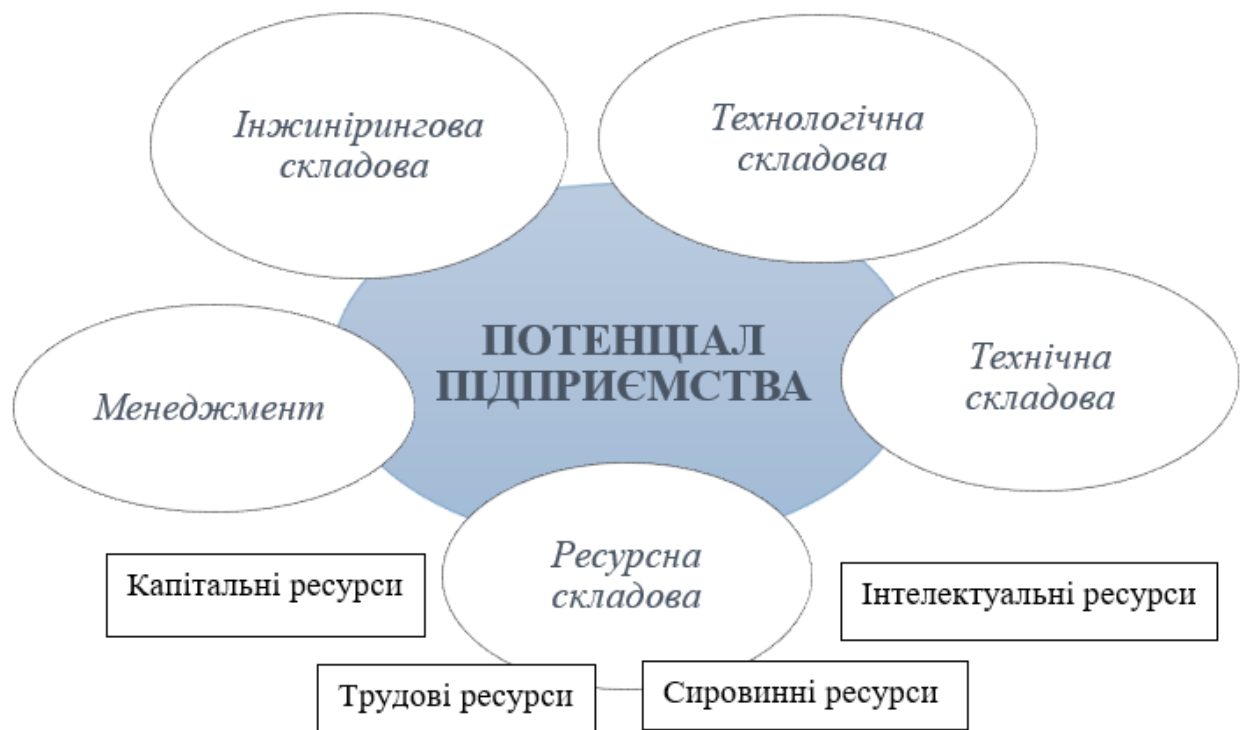 Інжинірингова
складова
Технологічна
складова
ПОТЕНЦІАЛ
ПІДПРИЄМСТВА
Технічна
складова
Менеджмент
Ресурсна
складова
Капітальні ресурси
Інтелектуальні ресурси
Трудові ресурси
Сировинні ресурси